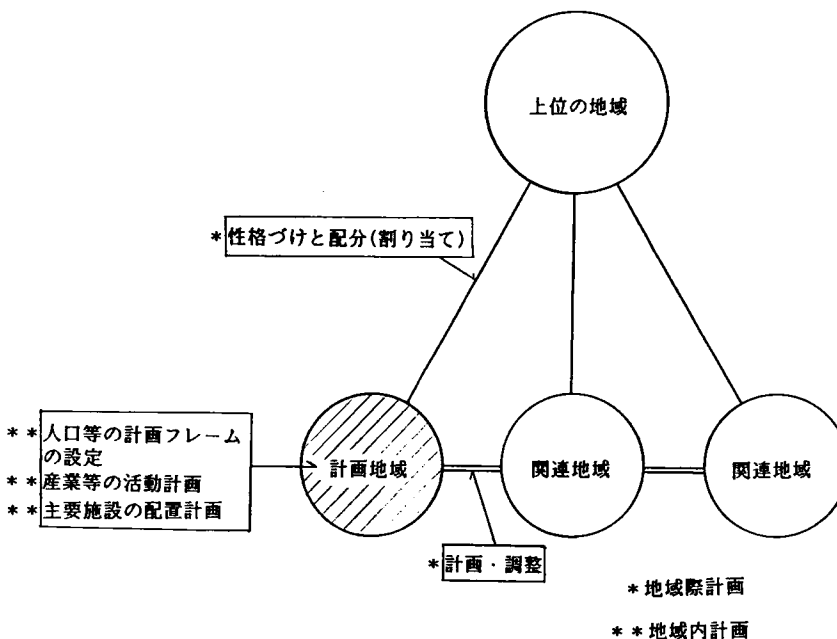 上位の地域
*性格づけと配分(割り当て)
**人口等の計画フレーム
の設定
**産業等の活動計画
**主要施設の配置計画
計画地域
関連地域
関連地域
*計画・調整
*地域際計画
**地域内計画